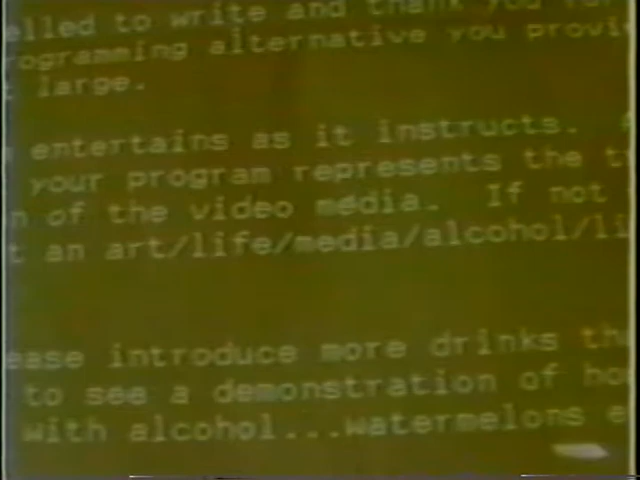 elled to write and thank you for
rogramming alternative you provi
t large.
entertains as it instructs.
your program represents the t
n of the video media. If not
t an art/life/media/alcohol/li
ease introduce more drinks th
to see a demonstration of ho
with alcohol...watermelons e